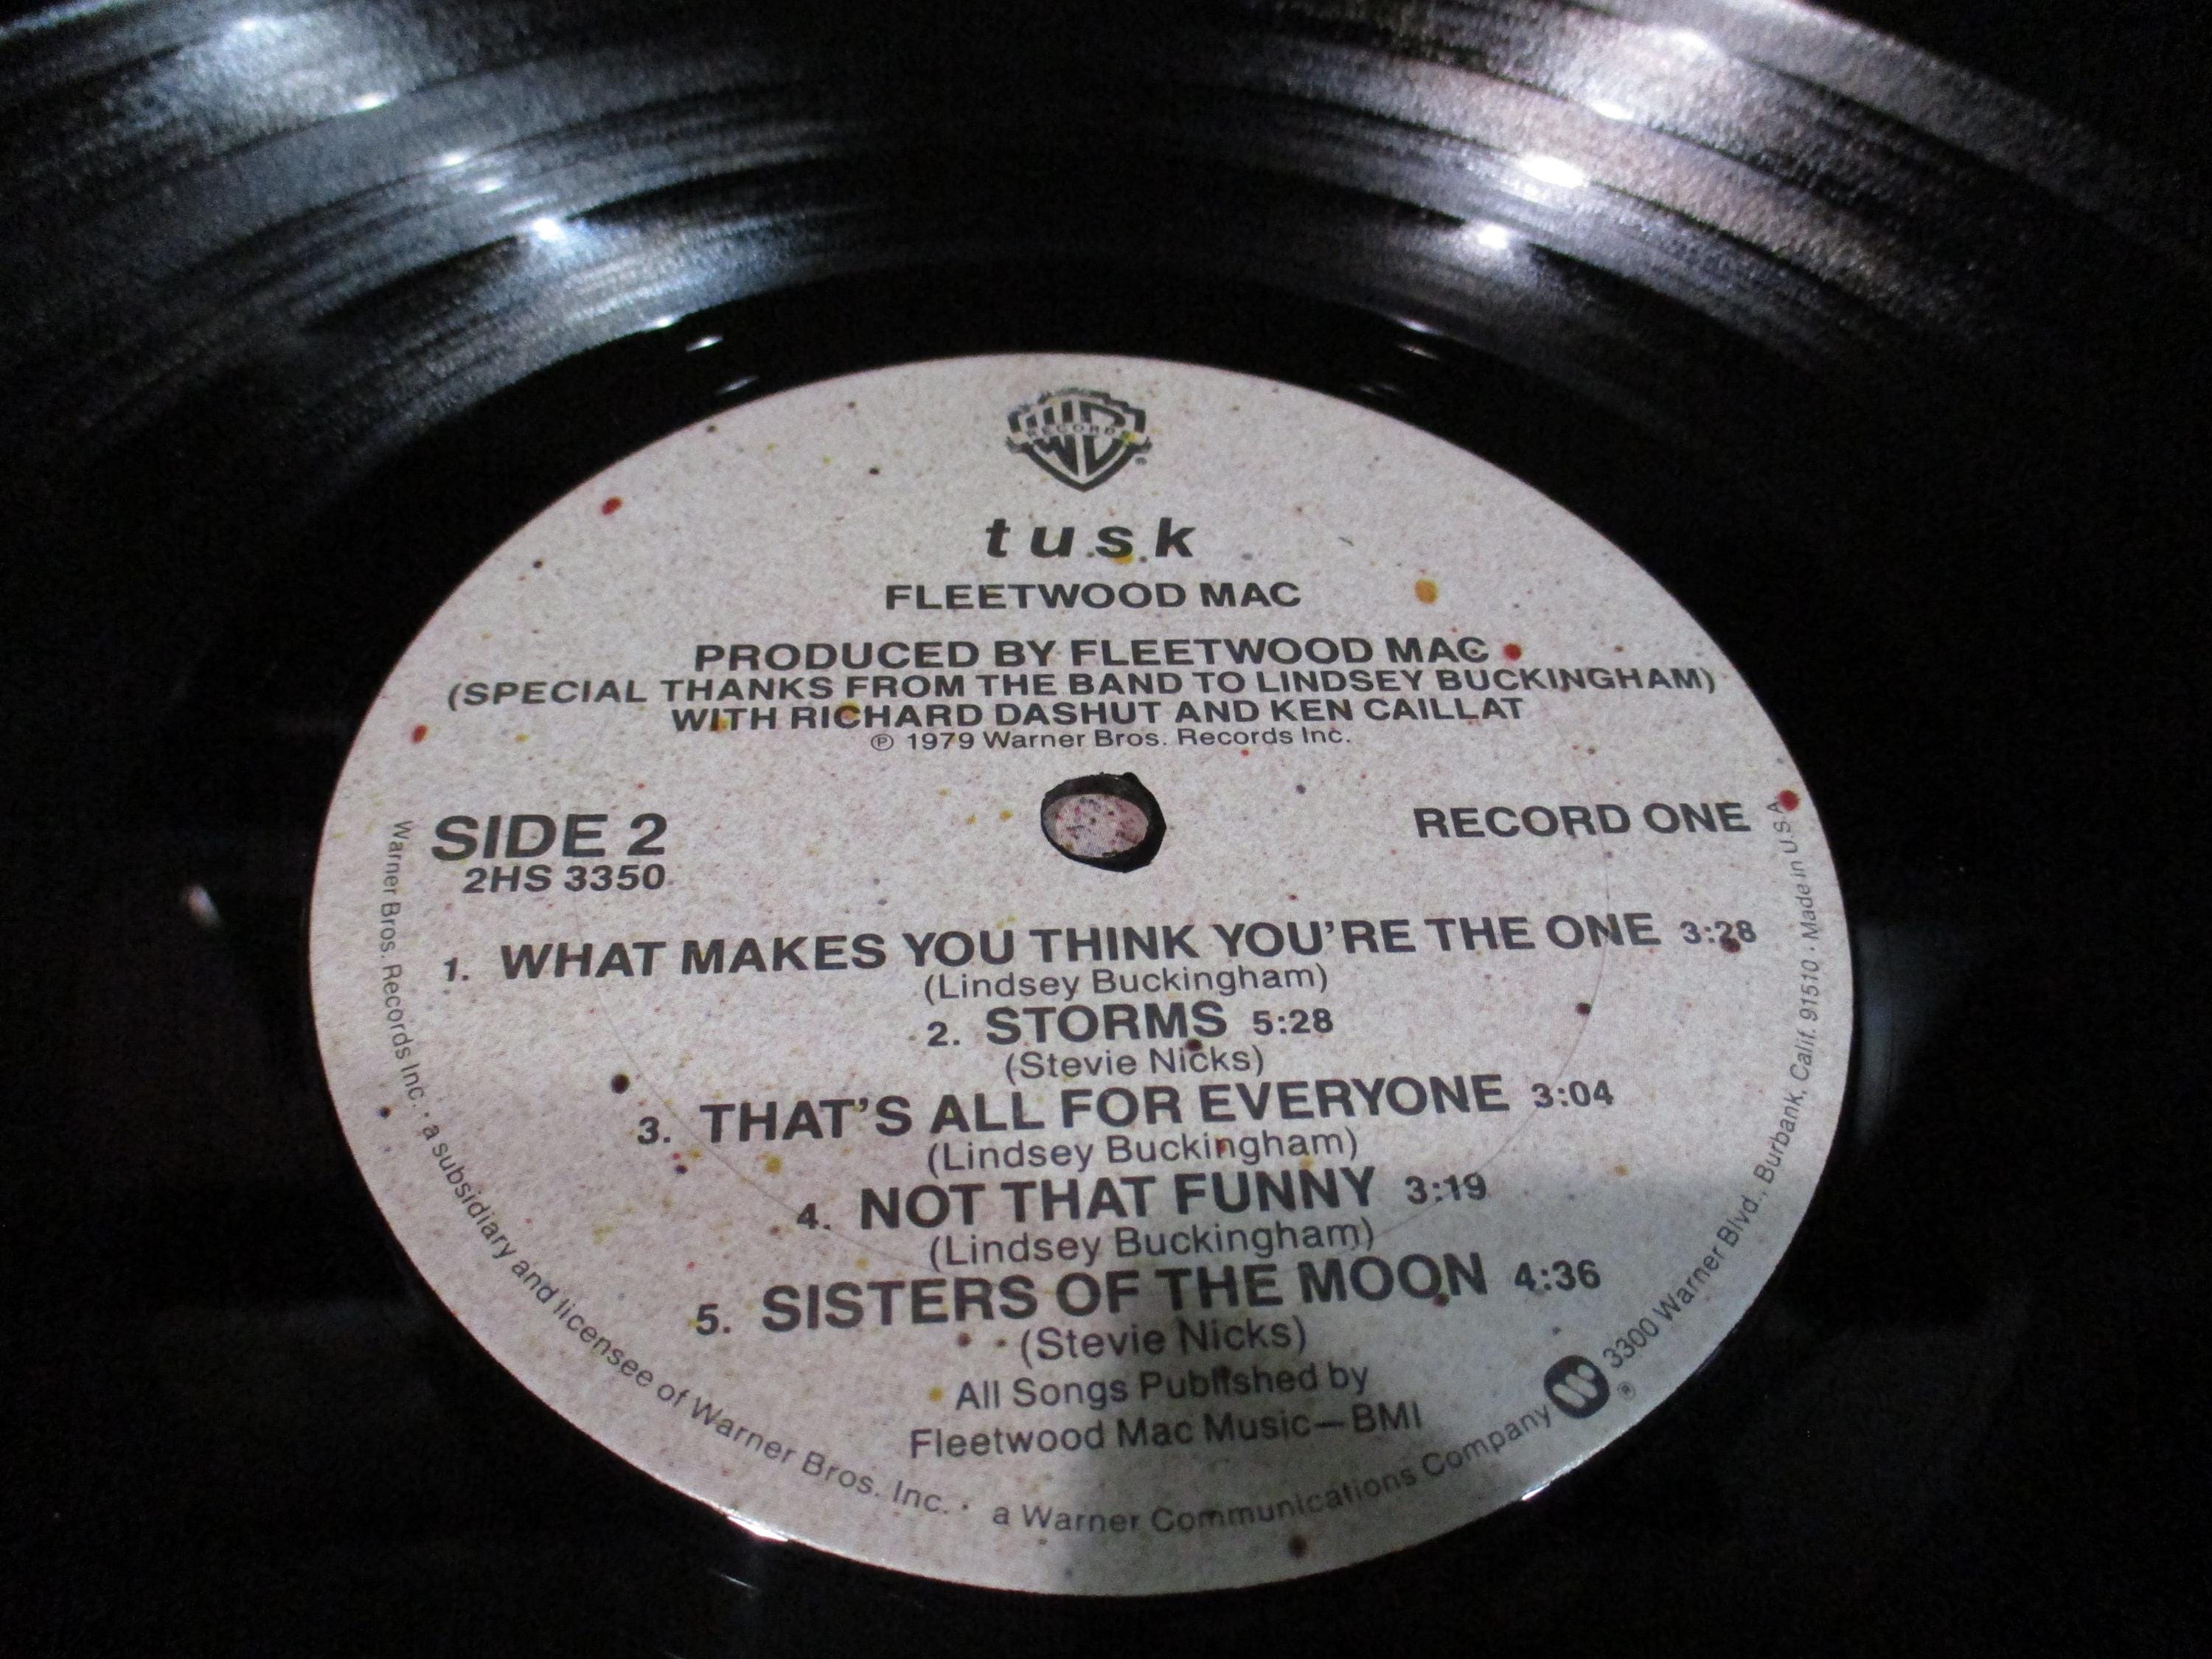 WB
RECORDS
®
tusk
FLEETWOOD MAC
PRODUCED BY FLEETWOOD MAC
(SPECIAL THANKS FROM THE BAND TO LINDSEY BUCKINGHAM)
WITH RICHARD DASHUT AND KEN CAILLAT
℗ 1979 Warner Bros. Records Inc.
SIDE 2
2HS 3350
RECORD ONE
1. WHAT MAKES YOU THINK YOU'RE THE ONE 3:28
(Lindsey Buckingham)
2. STORMS 5:28
(Stevie Nicks)
3. THAT'S ALL FOR EVERYONE 3:04
(Lindsey Buckingham)
4. NOT THAT FUNNY 3:19
(Lindsey Buckingham)
5. SISTERS OF THE MOON 4:36
(Stevie Nicks)
All Songs Published by
Fleetwood Mac Music—BMI
Warner Bros. Records Inc. · a subsidiary and licensee of Warner Bros. Inc. · a Warner Communications Company ® 3300 Warner Blvd., Burbank, Calif. 91510 · Made in U.S.A.